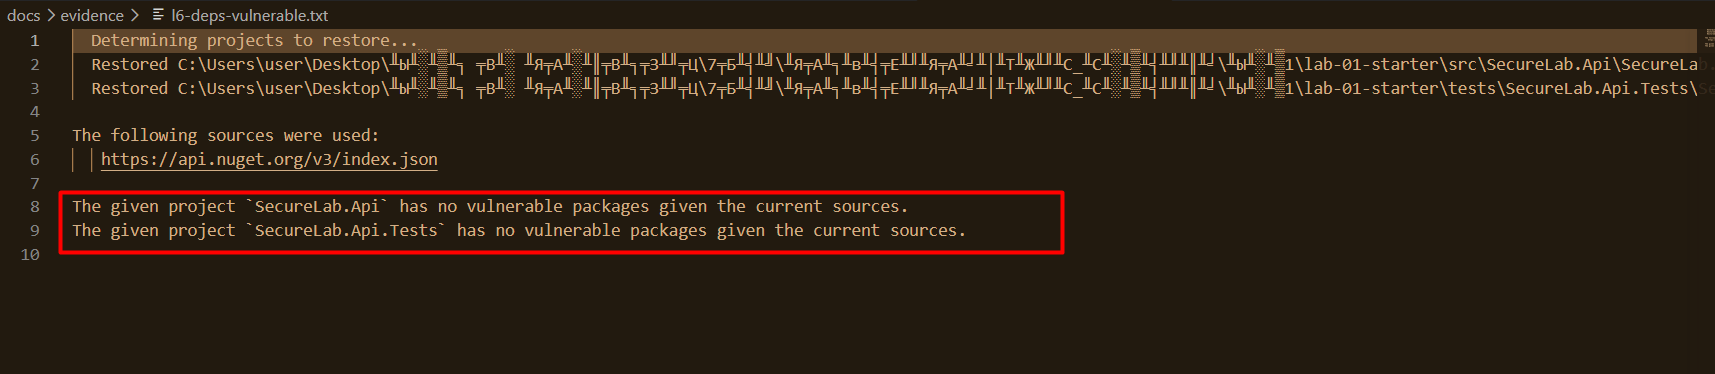 docs > evidence > l6-deps-vulnerable.txt
1 Determining projects to restore...
2 Restored C:\Users\user\Desktop\ 1\lab-01-starter\src\SecureLab.Api\SecureLab
3 Restored C:\Users\user\Desktop\ 1\lab-01-starter\tests\SecureLab.Api.Tests\
4
5 The following sources were used:
6 https://api.nuget.org/v3/index.json
7
8 The given project `SecureLab.Api` has no vulnerable packages given the current sources.
9 The given project `SecureLab.Api.Tests` has no vulnerable packages given the current sources.
10